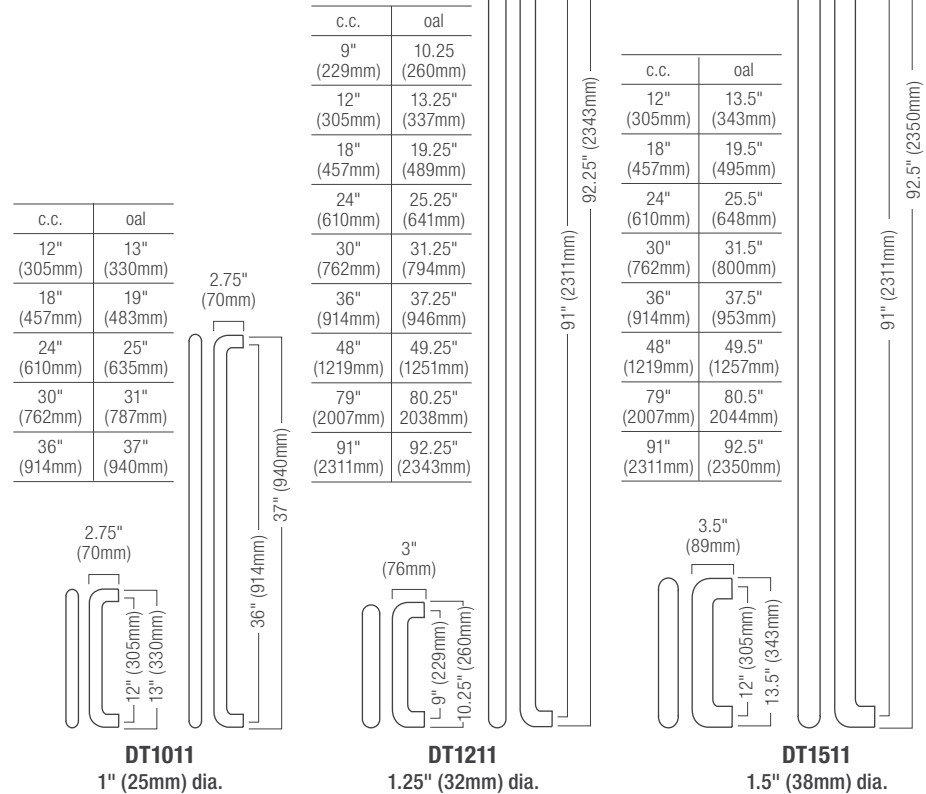 c.c. oal
12" 13"
(305mm) (330mm)
18" 19"
(457mm) (483mm)
24" 25"
(610mm) (635mm)
30" 31"
(762mm) (787mm)
36" 37"
(914mm) (940mm)
2.75"
(70mm)
12" (305mm)
13" (330mm)
2.75"
(70mm)
36" (914mm)
37" (940mm)
DT1011
1" (25mm) dia.
c.c. oal
9" 10.25
(229mm) (260mm)
12" 13.25"
(305mm) (337mm)
18" 19.25"
(457mm) (489mm)
24" 25.25"
(610mm) (641mm)
30" 31.25"
(762mm) (794mm)
36" 37.25"
(914mm) (946mm)
48" 49.25"
(1219mm) (1251mm)
79" 80.25"
(2007mm) 2038mm)
91" 92.25"
(2311mm) (2343mm)
3"
(76mm)
9" (229mm)
10.25" (260mm)
91" (2311mm)
92.25" (2343mm)
DT1211
1.25" (32mm) dia.
c.c. oal
12" 13.5"
(305mm) (343mm)
18" 19.5"
(457mm) (495mm)
24" 25.5"
(610mm) (648mm)
30" 31.5"
(762mm) (800mm)
36" 37.5"
(914mm) (953mm)
48" 49.5"
(1219mm) (1257mm)
79" 80.5"
(2007mm) 2044mm)
91" 92.5"
(2311mm) (2350mm)
3.5"
(89mm)
12" (305mm)
13.5" (343mm)
91" (2311mm)
92.5" (2350mm)
DT1511
1.5" (38mm) dia.